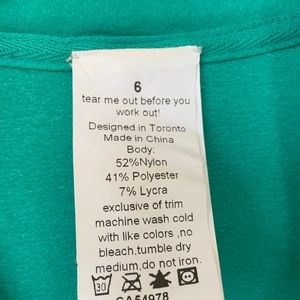 6
tear me out before you
work out!
Designed in Toronto
Made in China
Body:
52%Nylon
41% Polyester
7% Lycra
exclusive of trim
machine wash cold
with like colors ,no
bleach,tumble dry
medium,do not iron.
30
CA54978